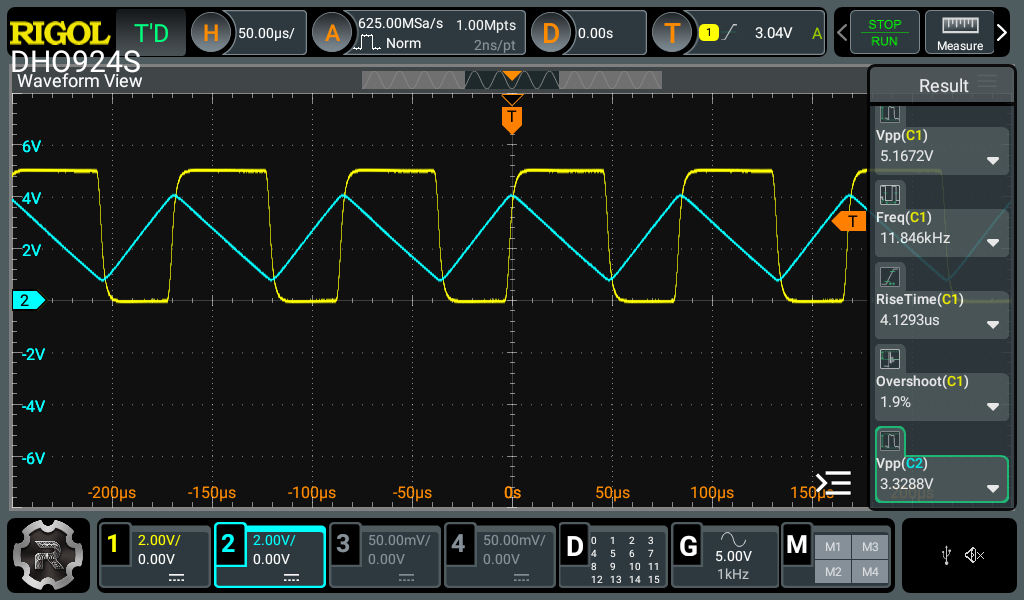 RIGOL T'D H 50.00µs/ A 625.00MSa/s 1.00Mpts D 0.00s T 1 3.04V A STOP
Norm 2ns/pt RUN Measure
DHO924S
Waveform View
Result
T
Vpp(C1)
5.1672V
6V
4V
Freq(C1)
T
11.846kHz
2V
RiseTime(C1)
2
4.1293us
-2V
Overshoot(C1)
1.9%
-4V
-6V
Vpp(C2)
3.3288V
-200µs -150µs -100µs -50µs 0s 50µs 100µs 150µs 200µs
1 2.00V/ 0.00V
2 2.00V/ 0.00V
3 50.00mV/ 0.00V
4 50.00mV/ 0.00V
D 0 1 2 3
4 5 6 7
8 9 10 11
12 13 14 15
G 5.00V
1kHz
M M1 M3
M2 M4
R